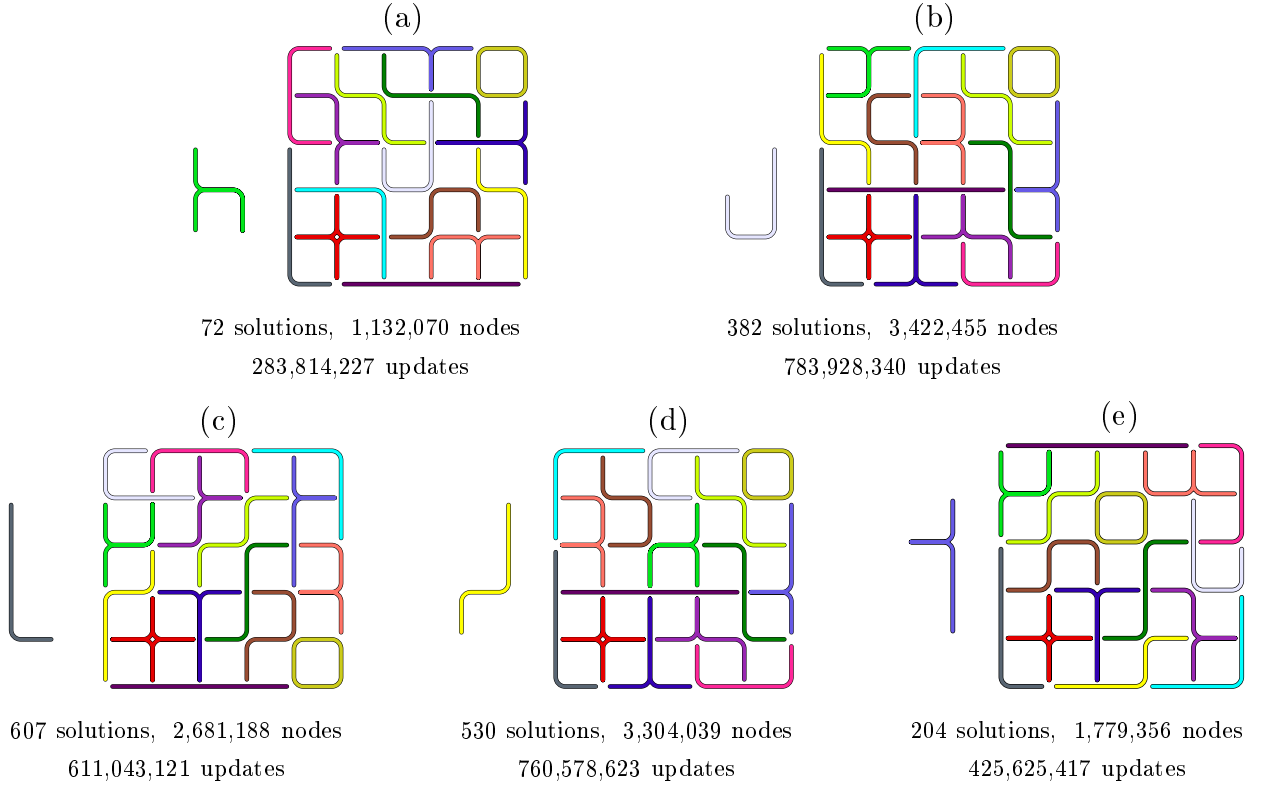 (a)
(b)
72 solutions, 1,132,070 nodes
283,814,227 updates
382 solutions, 3,422,455 nodes
783,928,340 updates
(c)
(d)
(e)
607 solutions, 2,681,188 nodes
611,043,121 updates
530 solutions, 3,304,039 nodes
760,578,623 updates
204 solutions, 1,779,356 nodes
425,625,417 updates